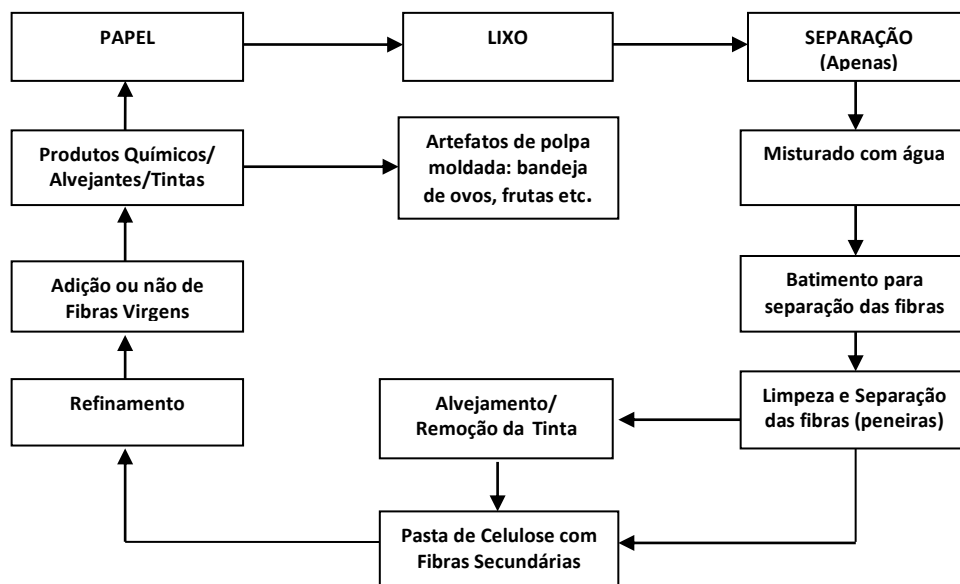 PAPEL
LIXO
SEPARAÇÃO
(Apenas)
Produtos Químicos/
Alvejantes/Tintas
Artefatos de polpa
moldada: bandeja
de ovos, frutas etc.
Misturado com água
Adição ou não de
Fibras Virgens
Batimento para
separação das fibras
Refinamento
Alvejamento/
Remoção da Tinta
Limpeza e Separação
das fibras (peneiras)
Pasta de Celulose com
Fibras Secundárias